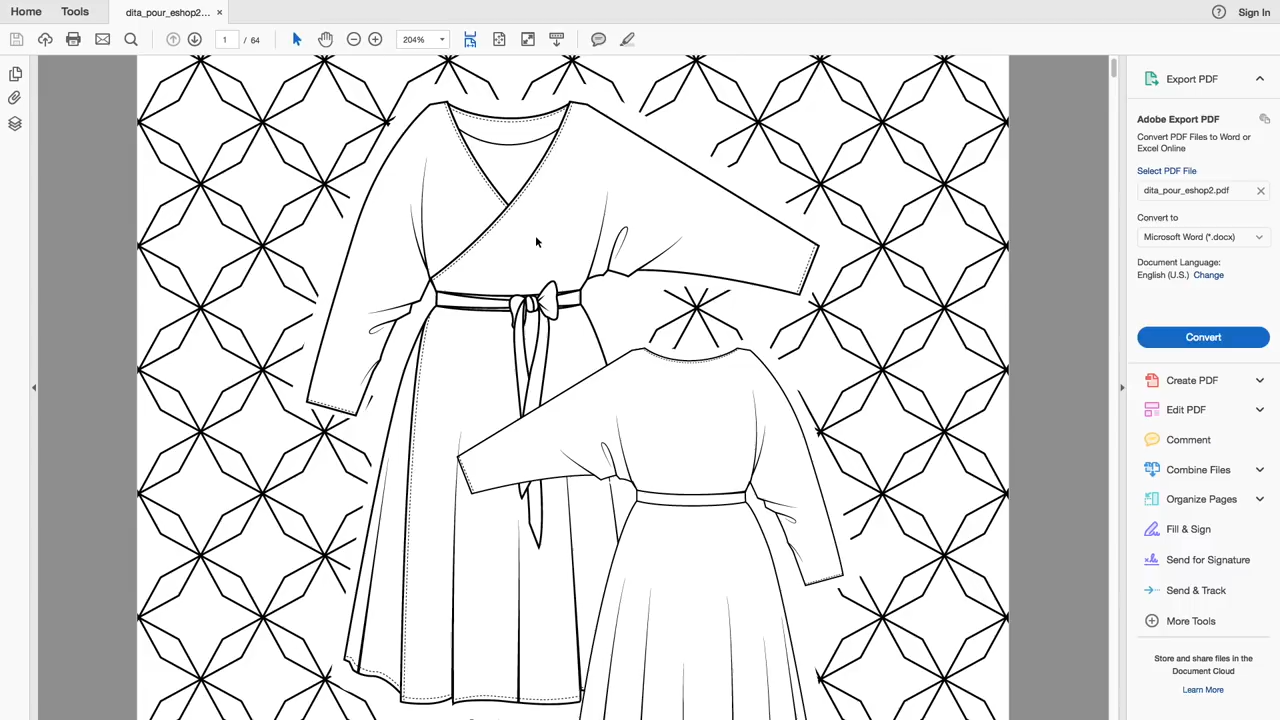 Home Tools dita_pour_eshop2... × Sign In
1 / 64 204%
Export PDF
Adobe Export PDF
Convert PDF Files to Word or
Excel Online
Select PDF File
dita_pour_eshop2.pdf
Convert to
Microsoft Word (*.docx)
Document Language:
English (U.S.) Change
Convert
Create PDF
Edit PDF
Comment
Combine Files
Organize Pages
Fill & Sign
Send for Signature
Send & Track
More Tools
Store and share files in the
Document Cloud
Learn More